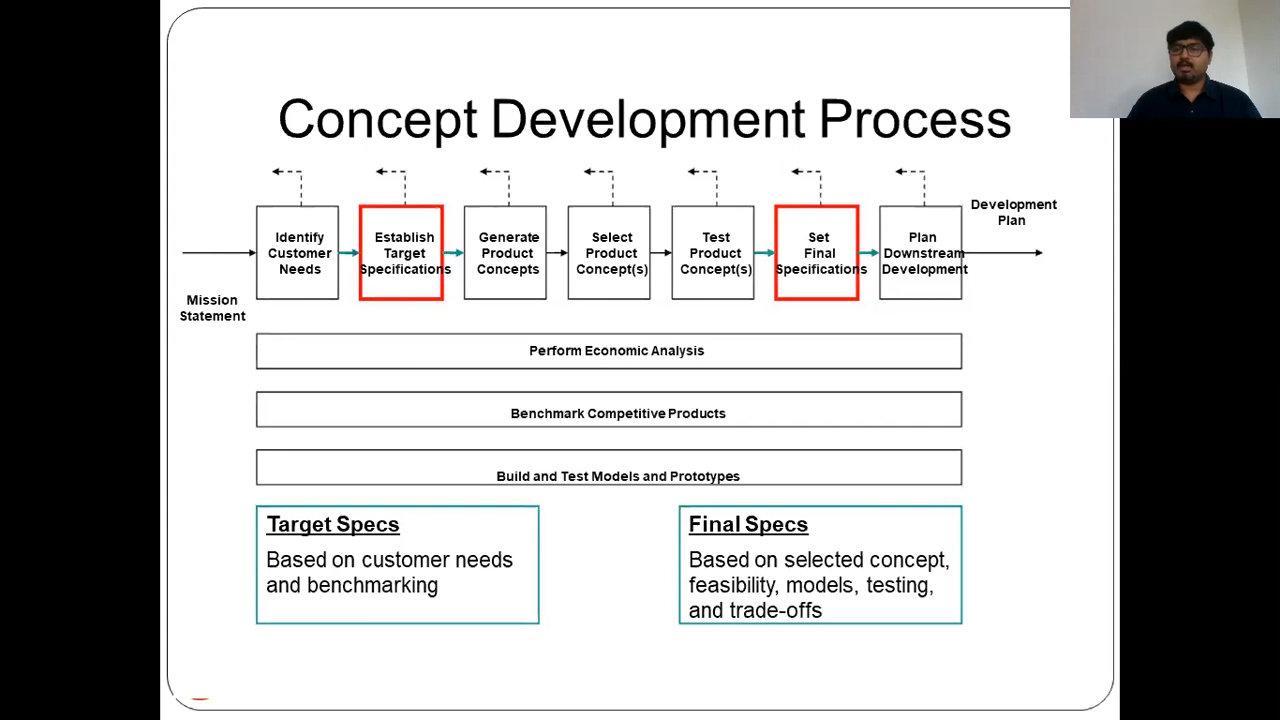 Concept Development Process
Development
Plan
Identify
Customer
Needs
Establish
Target
Specifications
Generate
Product
Concepts
Select
Product
Concept(s)
Test
Product
Concept(s)
Set
Final
Specifications
Plan
Downstream
Development
Mission
Statement
Perform Economic Analysis
Benchmark Competitive Products
Build and Test Models and Prototypes
Target Specs
Based on customer needs
and benchmarking
Final Specs
Based on selected concept,
feasibility, models, testing,
and trade-offs